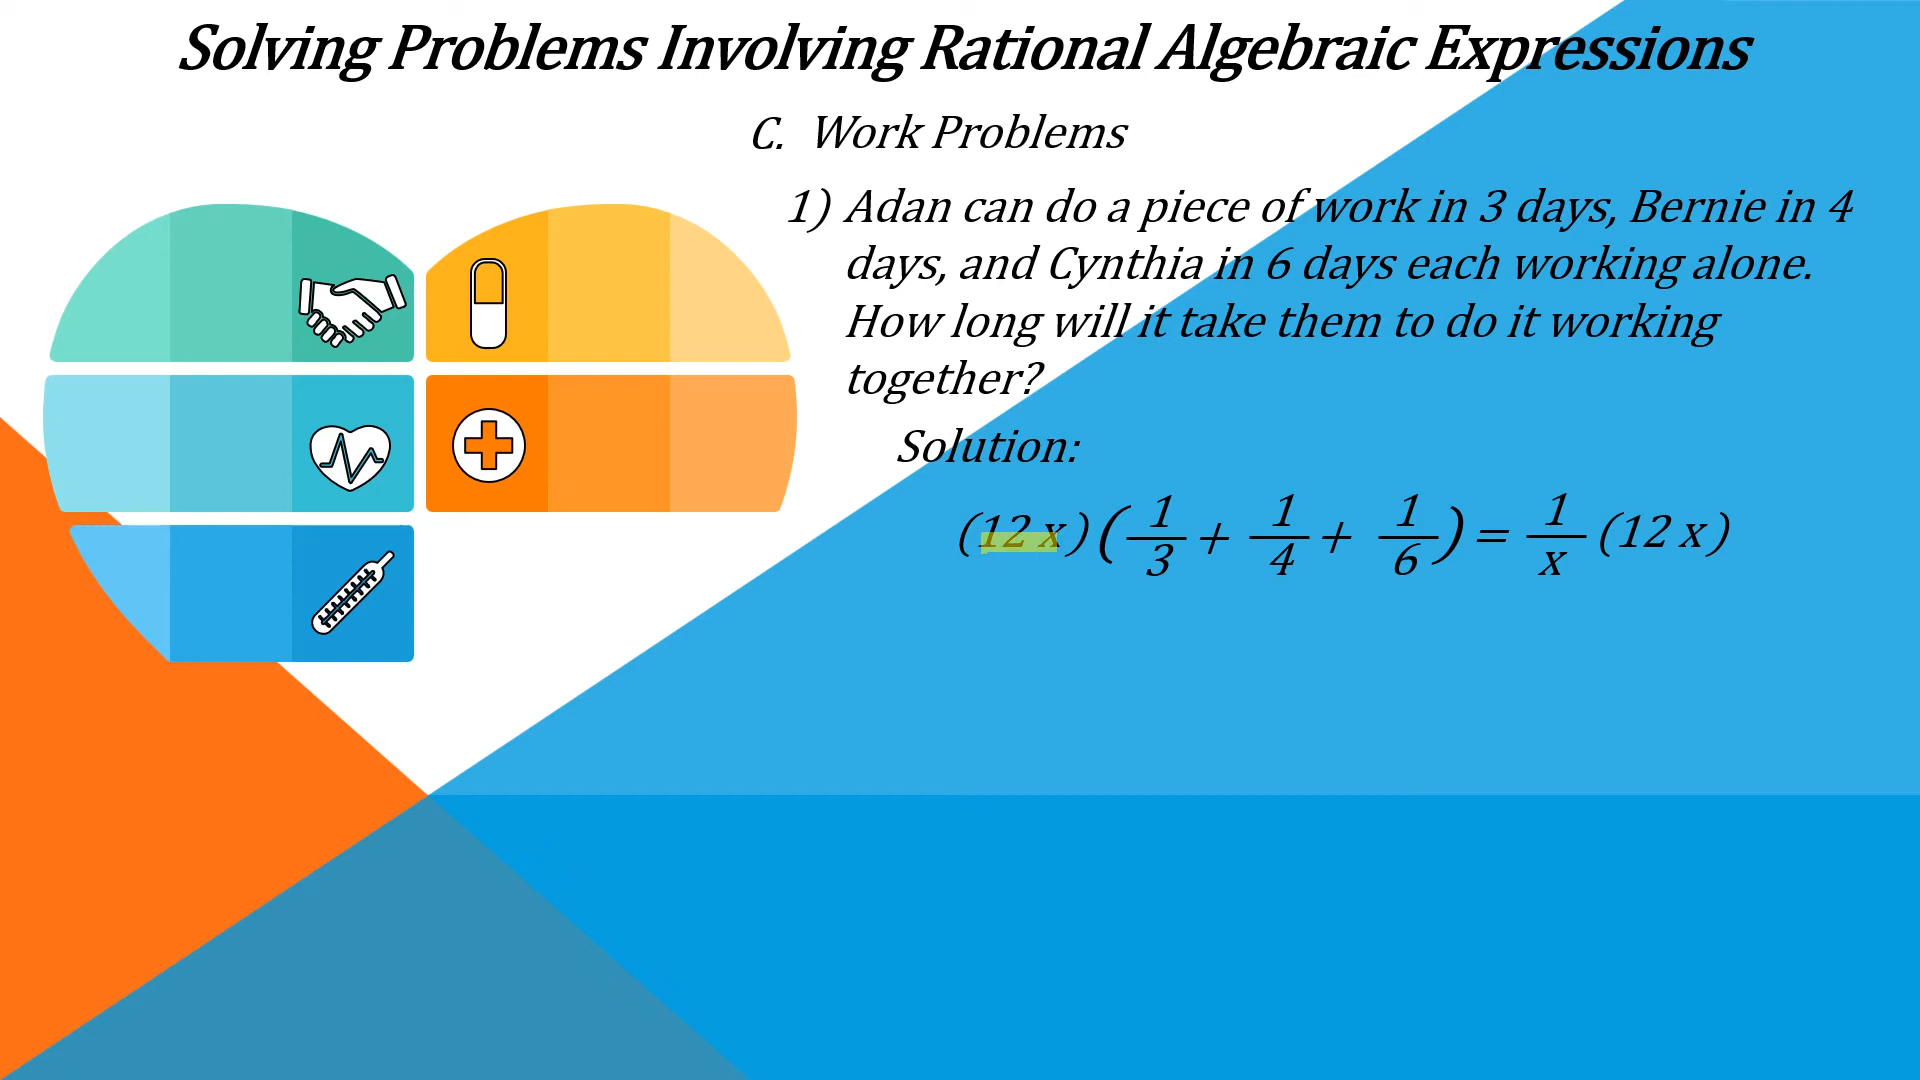 Solving Problems Involving Rational Algebraic Expressions
C. Work Problems
1) Adan can do a piece of work in 3 days, Bernie in 4
days, and Cynthia in 6 days each working alone.
How long will it take them to do it working
together?
Solution:
(12 x) (1/3 + 1/4 + 1/6) = 1/x (12 x)